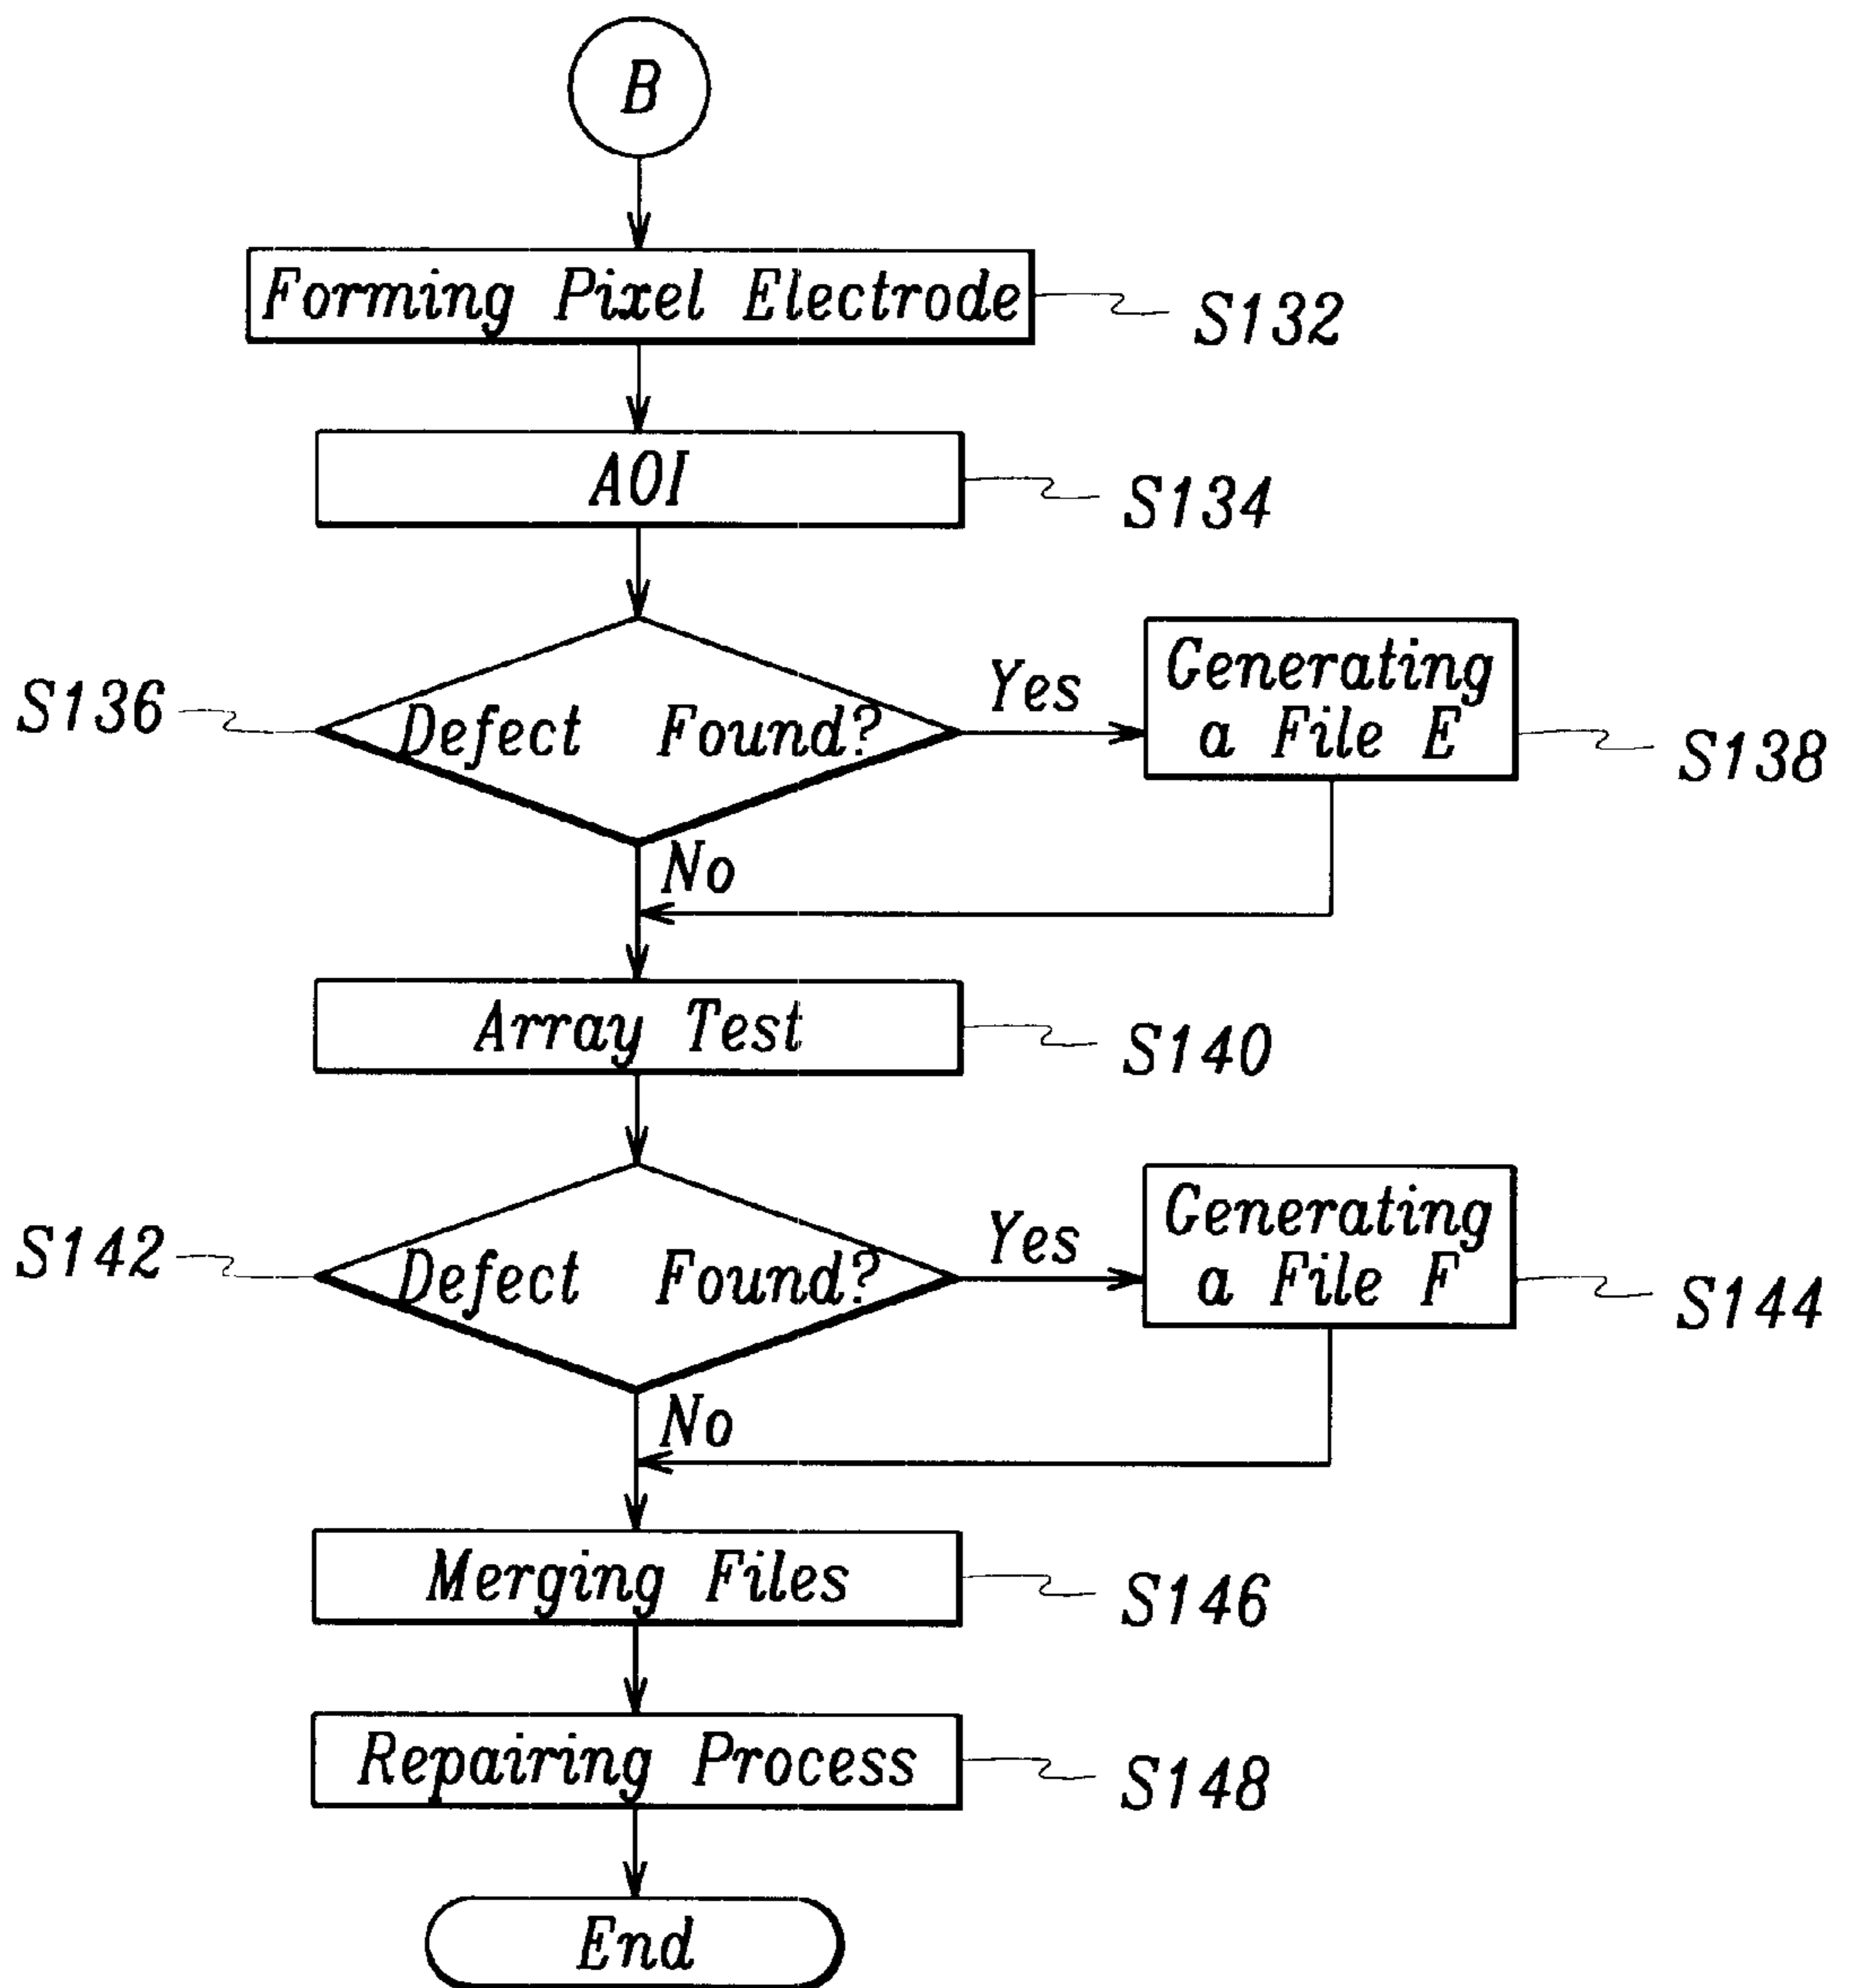 B
Forming Pixel Electrode
S132
AOI
S134
S136
Defect Found?
Yes
Generating
a File E
S138
No
Array Test
S140
S142
Defect Found?
Yes
Generating
a File F
S144
No
Merging Files
S146
Repairing Process
S148
End